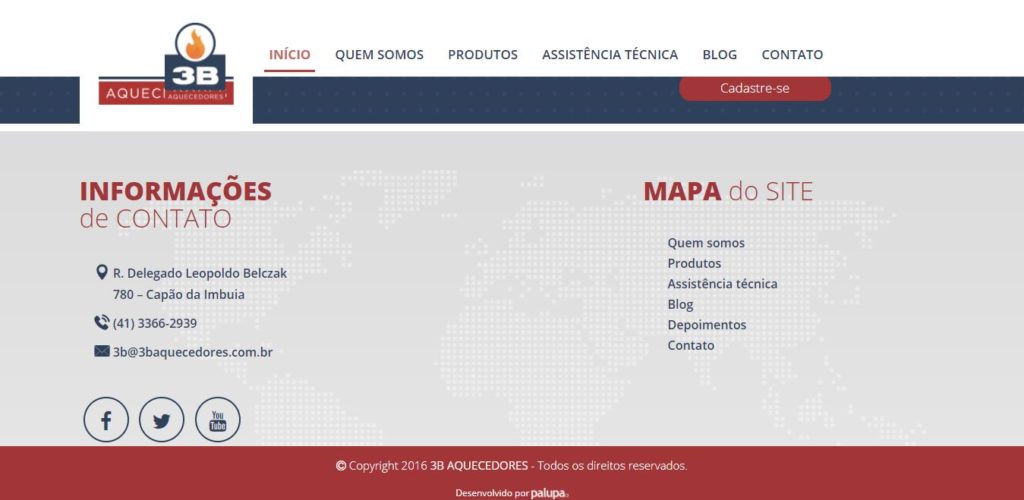 3B
AQUECEDORES
AQUECI
INÍCIO
QUEM SOMOS
PRODUTOS
ASSISTÊNCIA TÉCNICA
BLOG
CONTATO
Cadastre-se
INFORMAÇÕES
de CONTATO
R. Delegado Leopoldo Belczak
780 – Capão da Imbuia
(41) 3366-2939
3b@3baquecedores.com.br
You
Tube
MAPA do SITE
Quem somos
Produtos
Assistência técnica
Blog
Depoimentos
Contato
© Copyright 2016 3B AQUECEDORES - Todos os direitos reservados.
Desenvolvido por palupa